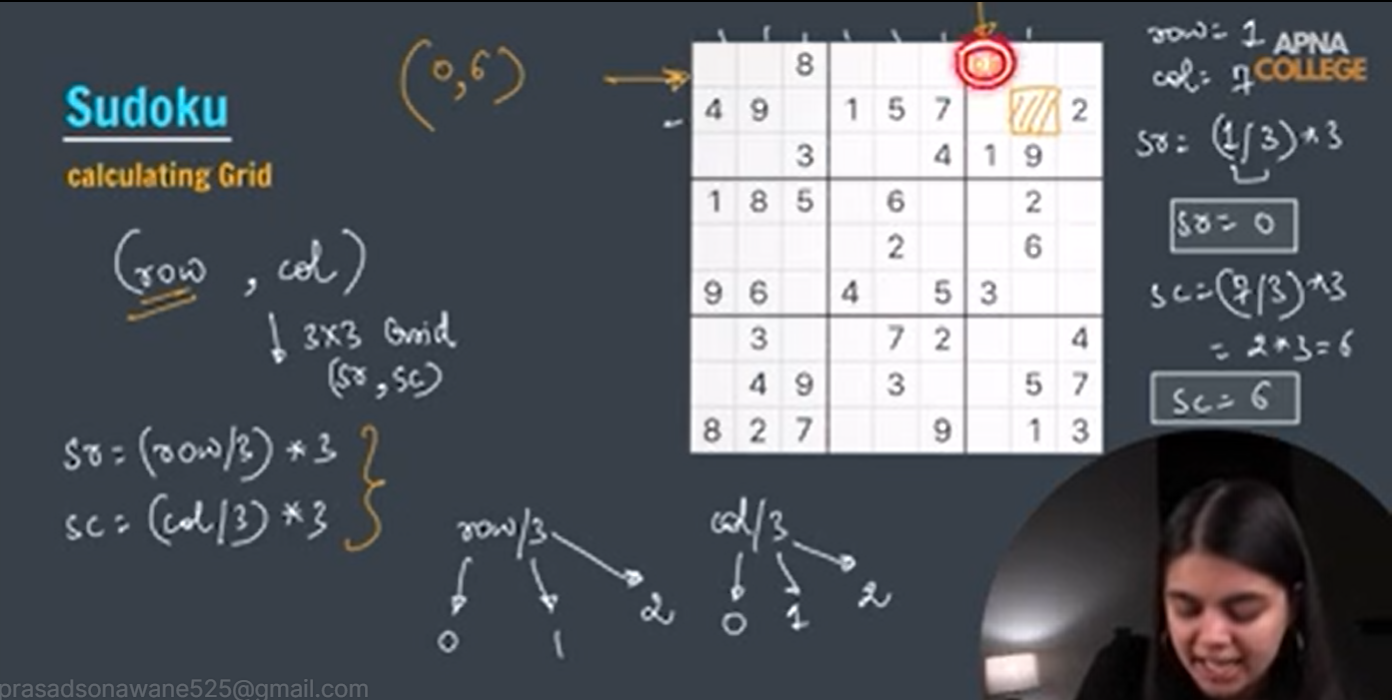 (0,6)
Sudoku
calculating Grid
(row , col)
3x3 Grid
(sr, sc)
sr = (row/3) * 3
sc = (col/3) * 3
row/3
0 1 2
col/3
0 1 2
8
4 9 1 5 7 2
3 4 1 9
1 8 5 6 2
2 6
9 6 4 5 3
3 7 2 4
4 9 3 5 7
8 2 7 9 1 3
row = 1
col = 7
APNA
COLLEGE
sr = (1/3) * 3
sr = 0
sc = (7/3) * 3
= 2 * 3 = 6
sc = 6
prasadsonawane525@gmail.com